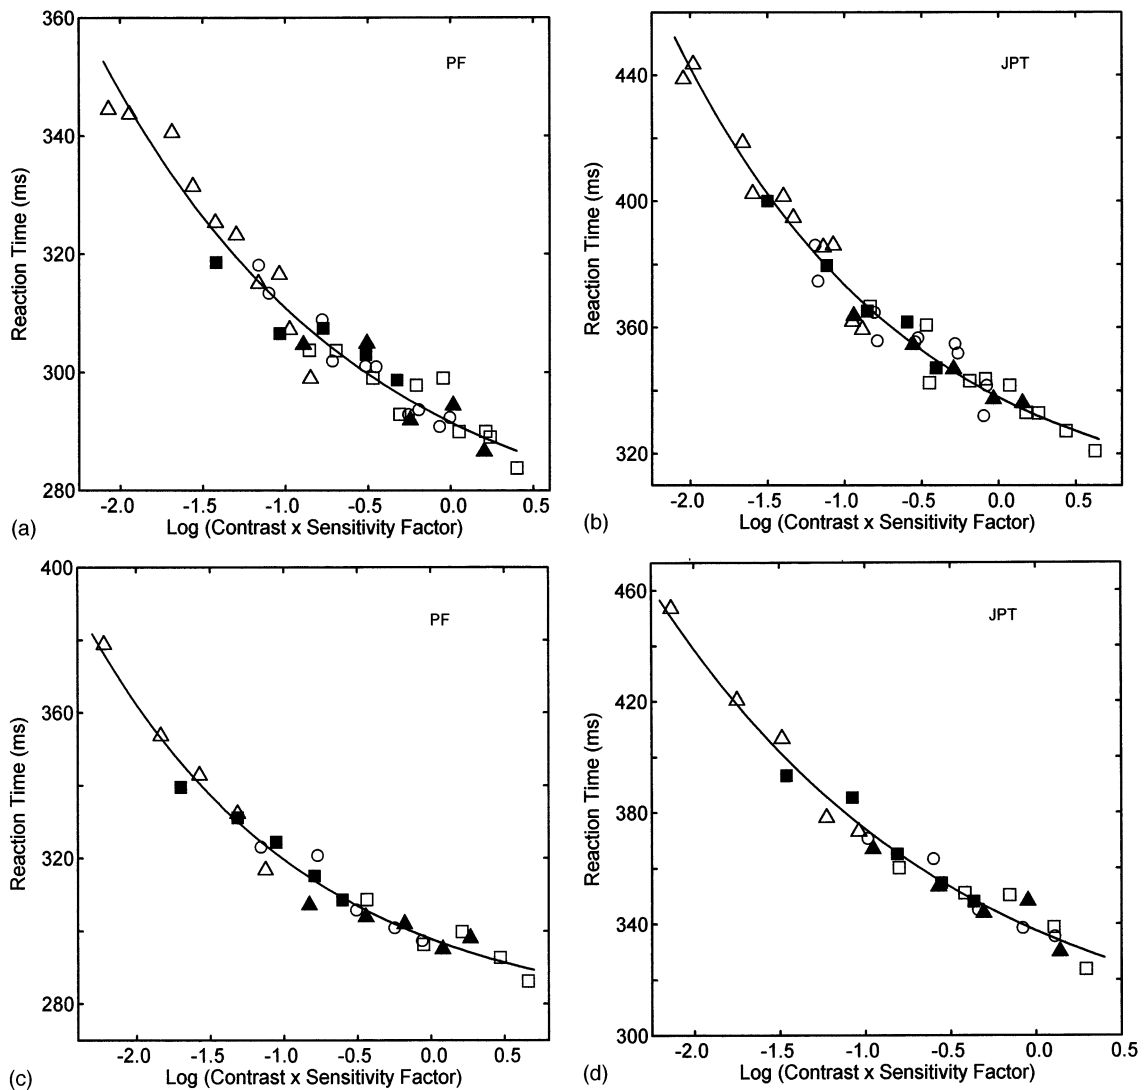 360
340
320
300
280
Reaction Time (ms)
PF
-2.0 -1.5 -1.0 -0.5 0.0 0.5
Log (Contrast x Sensitivity Factor)
(a)
440
400
360
320
Reaction Time (ms)
JPT
-2.0 -1.5 -1.0 -0.5 0.0 0.5
Log (Contrast x Sensitivity Factor)
(b)
400
360
320
280
Reaction Time (ms)
PF
-2.0 -1.5 -1.0 -0.5 0.0 0.5
Log (Contrast x Sensitivity Factor)
(c)
460
420
380
340
300
Reaction Time (ms)
JPT
-2.0 -1.5 -1.0 -0.5 0.0 0.5
Log (Contrast x Sensitivity Factor)
(d)